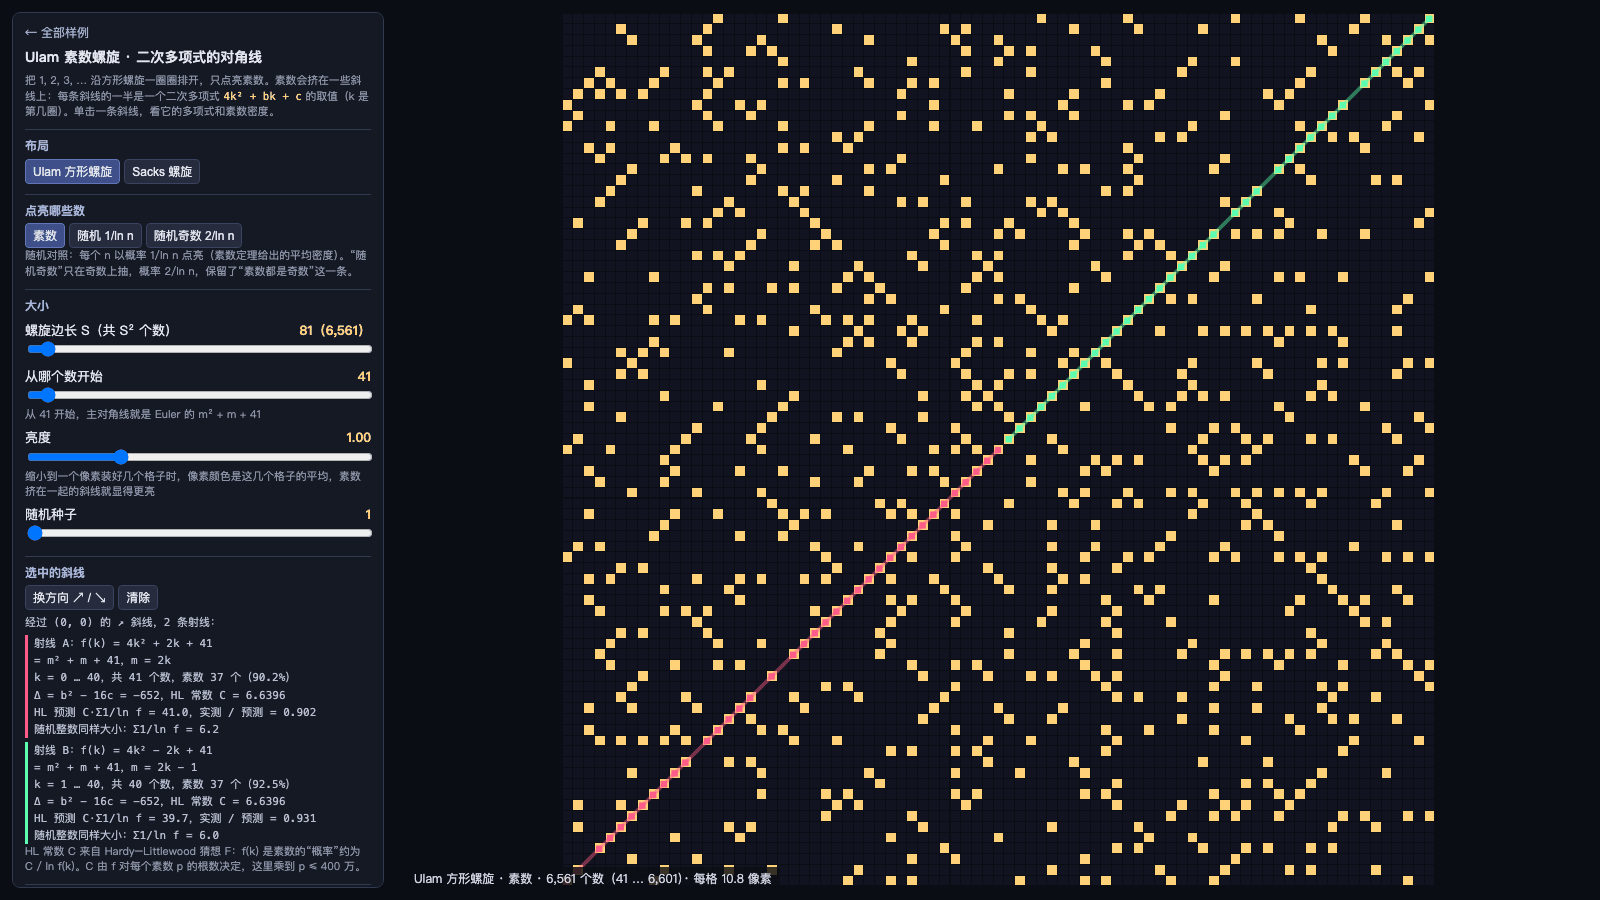 ← 全部样例
Ulam 素数螺旋 · 二次多项式的对角线
把 1, 2, 3, … 沿方形螺旋一圈圈排开，只点亮素数。素数会挤在一些斜
线上：每条斜线的一半是一个二次多项式 4k² + bk + c 的取值（k 是
第几圈）。单击一条斜线，看它的多项式和素数密度。
布局
Ulam 方形螺旋 Sacks 螺旋
点亮哪些数
素数 随机 1/ln n 随机奇数 2/ln n
随机对照：每个 n 以概率 1/ln n 点亮（素数定理给出的平均密度）。“随
机奇数”只在奇数上抽，概率 2/ln n，保留了“素数都是奇数”这一条。
大小
螺旋边长 S（共 S² 个数） 81（6,561）
从哪个数开始 41
从 41 开始，主对角线就是 Euler 的 m² + m + 41
亮度 1.00
缩小到一个像素装好几个格子时，像素颜色是这几个格子的平均，素数
挤在一起的斜线就显得更亮
随机种子 1
选中的斜线
换方向 ↗ / ↘ 清除
经过 (0, 0) 的 ↗ 斜线，2 条射线：
射线 A：f(k) = 4k² + 2k + 41
= m² + m + 41，m = 2k
k = 0 … 40，共 41 个数，素数 37 个（90.2%）
Δ = b² − 16c = −652，HL 常数 C = 6.6396
HL 预测 C·Σ1/ln f = 41.0，实测 / 预测 = 0.902
随机整数同样大小：Σ1/ln f = 6.2
射线 B：f(k) = 4k² − 2k + 41
= m² + m + 41，m = 2k − 1
k = 1 … 40，共 40 个数，素数 37 个（92.5%）
Δ = b² − 16c = −652，HL 常数 C = 6.6396
HL 预测 C·Σ1/ln f = 39.7，实测 / 预测 = 0.931
随机整数同样大小：Σ1/ln f = 6.0
HL 常数 C 来自 Hardy–Littlewood 猜想 F：f(k) 是素数的“概率”约为
C / ln f(k)。C 由 f 对每个素数 p 的根数决定，这里乘到 p ≤ 400 万。
Ulam 方形螺旋 · 素数 · 6,561 个数（41 … 6,601）· 每格 10.8 像素